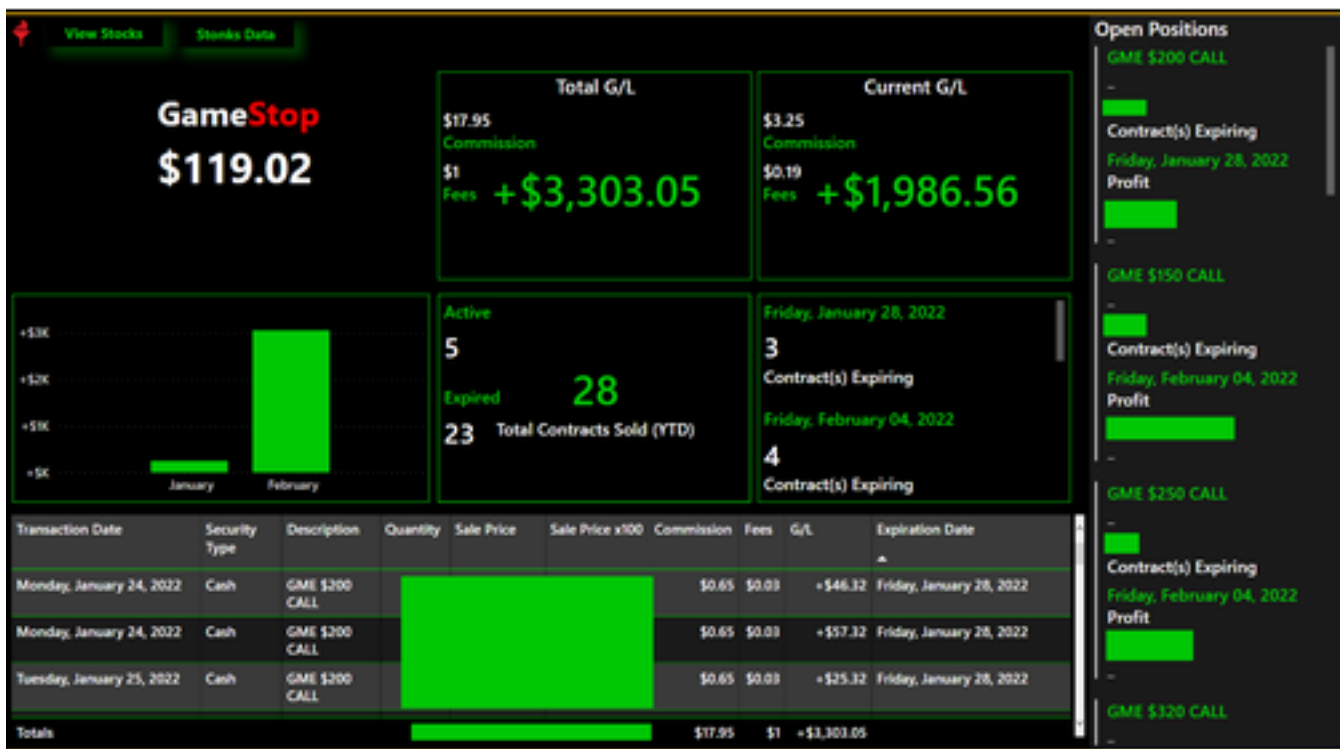 View Stocks
Stonks Data
GameStop
$119.02
Total G/L
$17.95
Commission
$1
Fees
+$3,303.05
Current G/L
$3.25
Commission
$0.19
Fees
+$1,986.56
+$3K
+$2K
+$1K
+$K
January
February
Active
5
Expired
23
28
Total Contracts Sold (YTD)
Friday, January 28, 2022
3
Contract(s) Expiring
Friday, February 04, 2022
4
Contract(s) Expiring
Transaction Date Security Type Description Quantity Sale Price Sale Price x100 Commission Fees G/L Expiration Date
Monday, January 24, 2022 Cash GME $200 CALL $0.65 $0.03 +$46.32 Friday, January 28, 2022
Monday, January 24, 2022 Cash GME $200 CALL $0.65 $0.03 +$57.32 Friday, January 28, 2022
Tuesday, January 25, 2022 Cash GME $200 CALL $0.65 $0.03 +$25.32 Friday, January 28, 2022
Totals $17.95 $1 +$3,303.05
Open Positions
GME $200 CALL
–
Contract(s) Expiring
Friday, January 28, 2022
Profit
–
GME $150 CALL
–
Contract(s) Expiring
Friday, February 04, 2022
Profit
–
GME $250 CALL
–
Contract(s) Expiring
Friday, February 04, 2022
Profit
–
GME $320 CALL
–